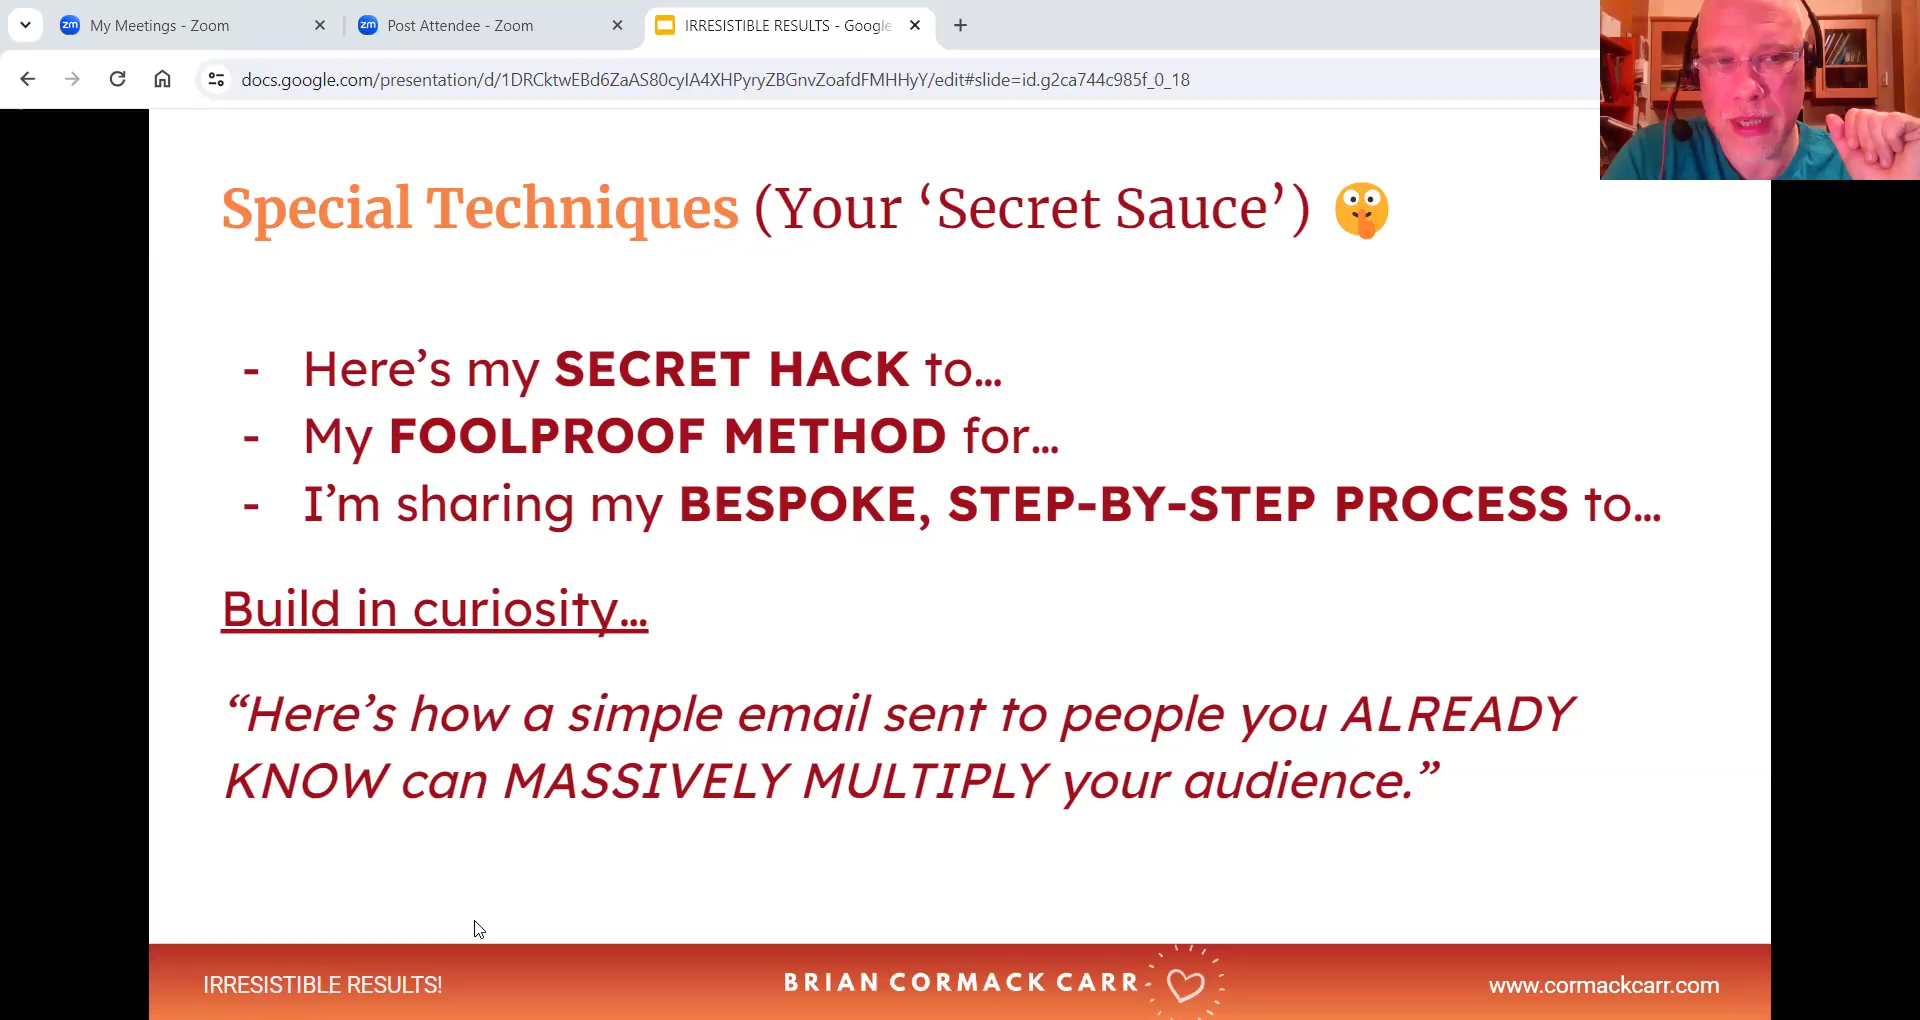 My Meetings - Zoom
Post Attendee - Zoom
IRRESISTIBLE RESULTS - Google
docs.google.com/presentation/d/1DRCktwEBd6ZaAS80cyIA4XHPyryZBGnvZoafdFMHHyY/edit#slide=id.g2ca744c985f_0_18
Special Techniques (Your ‘Secret Sauce’)
- Here’s my SECRET HACK to…
- My FOOLPROOF METHOD for…
- I’m sharing my BESPOKE, STEP-BY-STEP PROCESS to…
Build in curiosity…
“Here’s how a simple email sent to people you ALREADY
KNOW can MASSIVELY MULTIPLY your audience.”
IRRESISTIBLE RESULTS!
BRIAN CORMACK CARR
www.cormackcarr.com